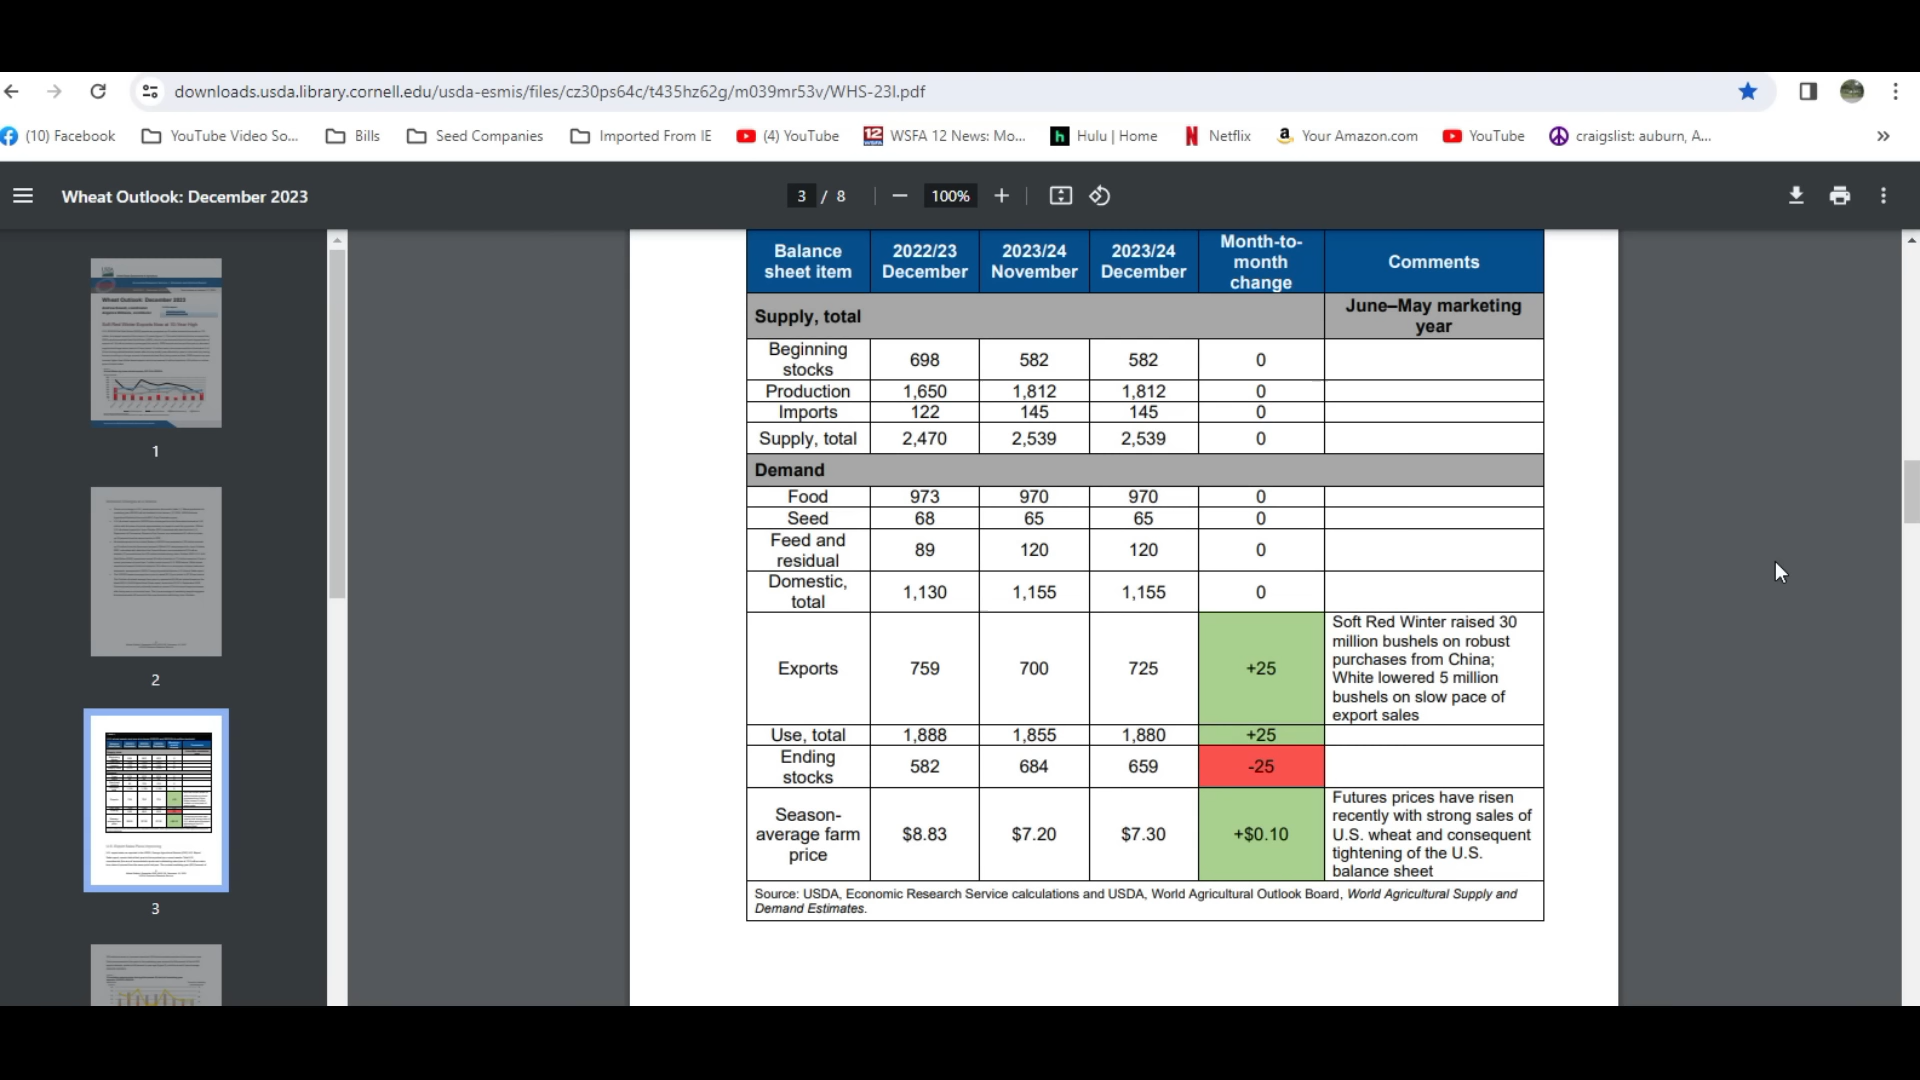 downloads.usda.library.cornell.edu/usda-esmis/files/cz30ps64c/t435hz62g/m039mr53v/WHS-23l.pdf
(10) Facebook YouTube Video So... Bills Seed Companies Imported From IE (4) YouTube WSFA 12 News: Mo... Hulu | Home Netflix Your Amazon.com YouTube craigslist: auburn, A... »
Wheat Outlook: December 2023 3 / 8 100%
Balance sheet item 2022/23 December 2023/24 November 2023/24 December Month-to-month change Comments
Supply, total June–May marketing year
Beginning stocks 698 582 582 0
Production 1,650 1,812 1,812 0
Imports 122 145 145 0
Supply, total 2,470 2,539 2,539 0
Demand
Food 973 970 970 0
Seed 68 65 65 0
Feed and residual 89 120 120 0
Domestic, total 1,130 1,155 1,155 0
Exports 759 700 725 +25
Soft Red Winter raised 30
million bushels on robust
purchases from China;
White lowered 5 million
bushels on slow pace of
export sales
Use, total 1,888 1,855 1,880 +25
Ending stocks 582 684 659 -25
Season-average farm price $8.83 $7.20 $7.30 +$0.10
Futures prices have risen
recently with strong sales of
U.S. wheat and consequent
tightening of the U.S.
balance sheet
Source: USDA, Economic Research Service calculations and USDA, World Agricultural Outlook Board, World Agricultural Supply and
Demand Estimates.
1
2
3